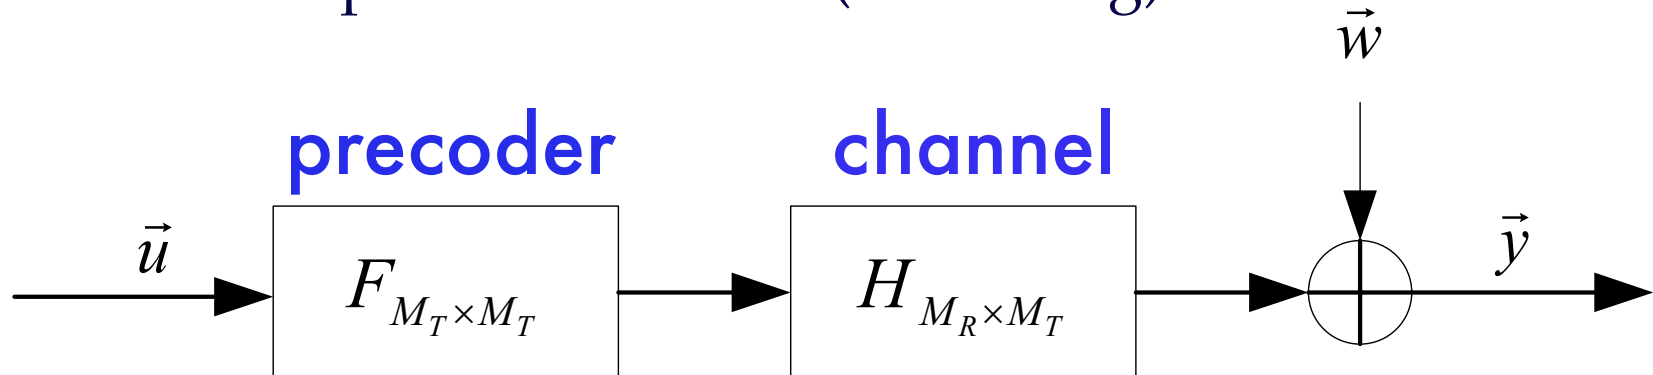 w⃗
precoder channel
u⃗ F_{M_T×M_T} H_{M_R×M_T} y⃗